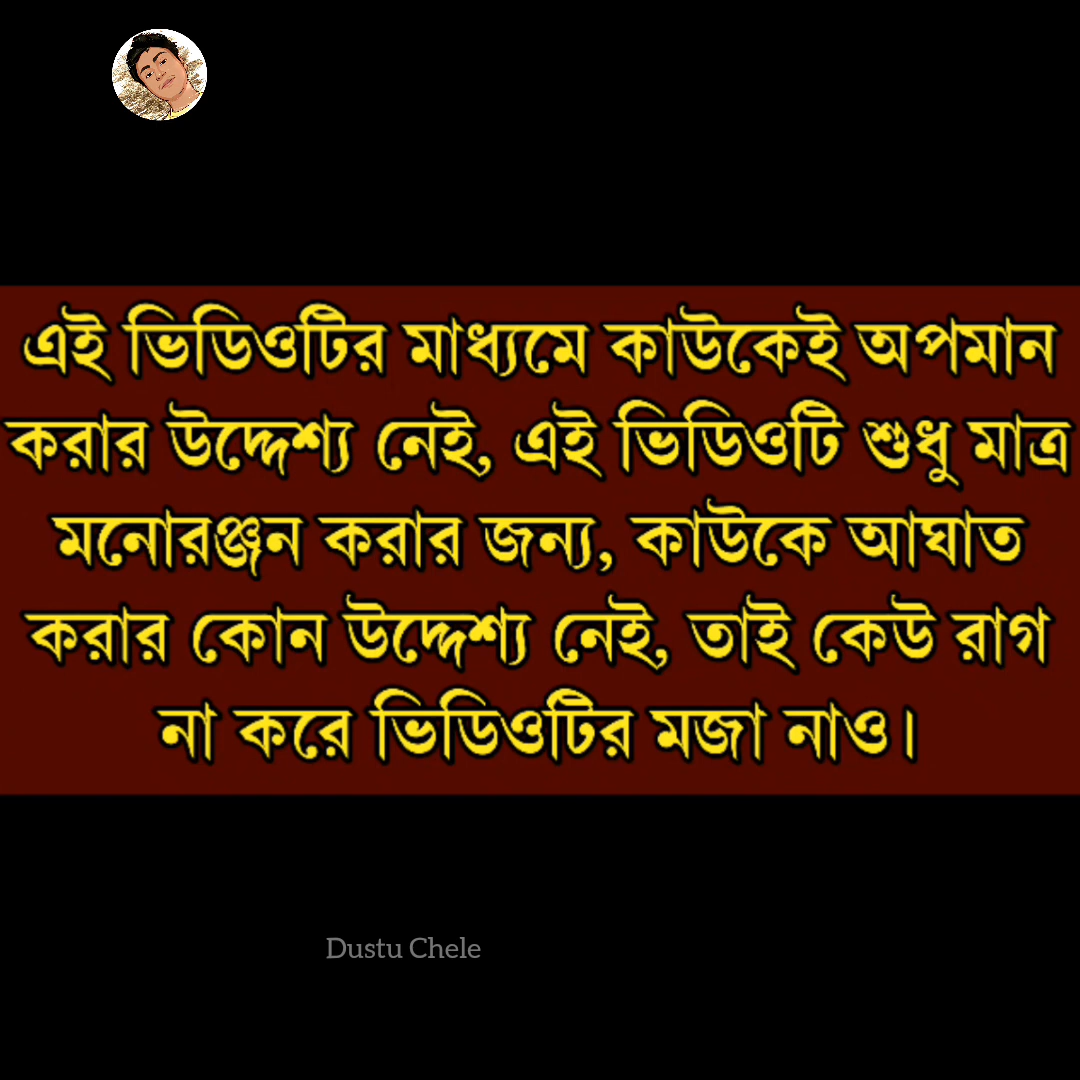 এই ভিডিওটির মাধ্যমে কাউকেই অপমান
করার উদ্দেশ্য নেই, এই ভিডিওটি শুধু মাত্র
মনোরঞ্জন করার জন্য, কাউকে আঘাত
করার কোন উদ্দেশ্য নেই, তাই কেউ রাগ
না করে ভিডিওটির মজা নাও।
Dustu Chele